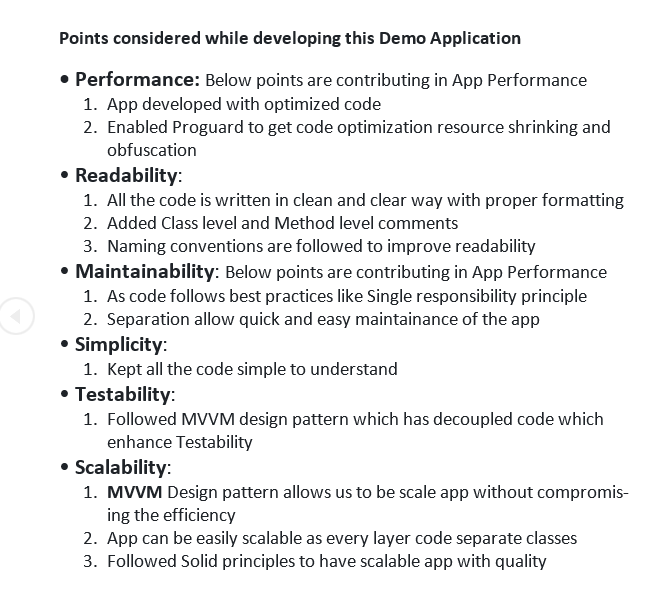 Points considered while developing this Demo Application
• Performance: Below points are contributing in App Performance
1. App developed with optimized code
2. Enabled Proguard to get code optimization resource shrinking and
obfuscation
• Readability:
1. All the code is written in clean and clear way with proper formatting
2. Added Class level and Method level comments
3. Naming conventions are followed to improve readability
• Maintainability: Below points are contributing in App Performance
1. As code follows best practices like Single responsibility principle
2. Separation allow quick and easy maintainance of the app
• Simplicity:
1. Kept all the code simple to understand
• Testability:
1. Followed MVVM design pattern which has decoupled code which
enhance Testability
• Scalability:
1. MVVM Design pattern allows us to be scale app without compromis-
ing the efficiency
2. App can be easily scalable as every layer code separate classes
3. Followed Solid principles to have scalable app with quality